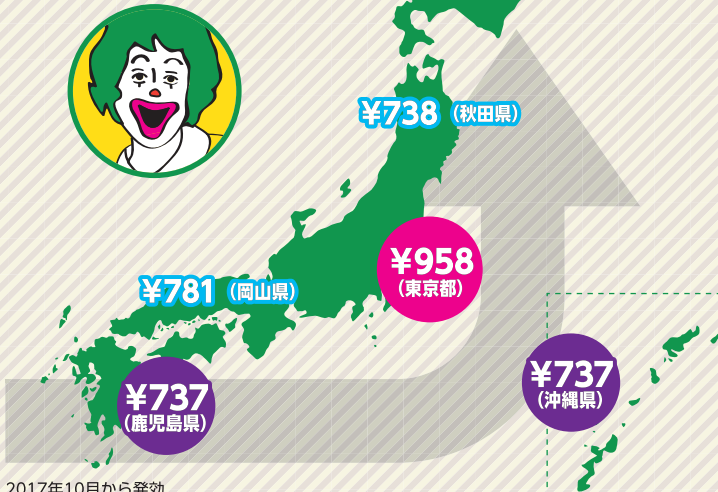 ¥738 (秋田県)
¥958
(東京都)
¥781 (岡山県)
¥737
(鹿児島県)
¥737
(沖縄県)
2017年10月から発効